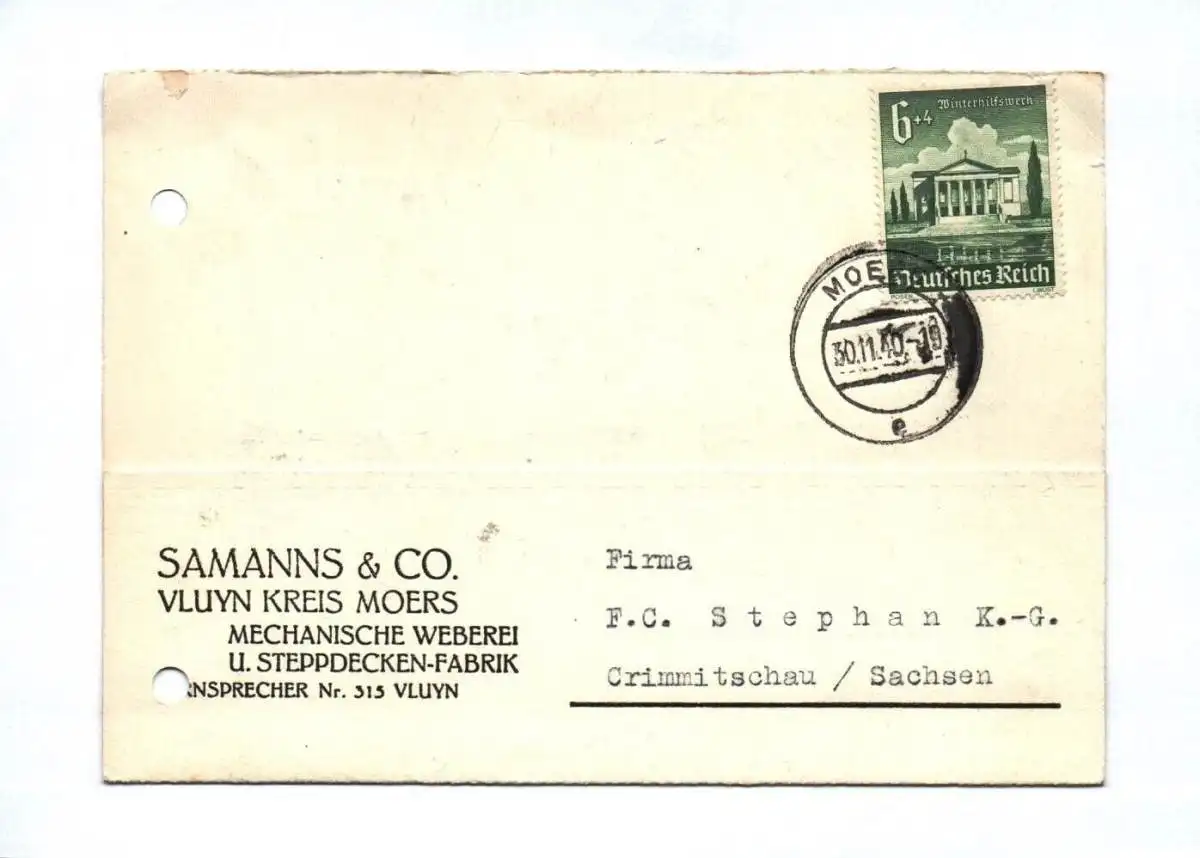 6+4 Winterhilfswerk
Deutsches Reich
POSEN
MOE
30.11.40-19
e
SAMANNS & CO.
VLUYN KREIS MOERS
MECHANISCHE WEBEREI
U. STEPPDECKEN-FABRIK
RNSPRECHER Nr. 315 VLUYN
Firma
F.C. Stephan K.-G.
Crimmitschau / Sachsen